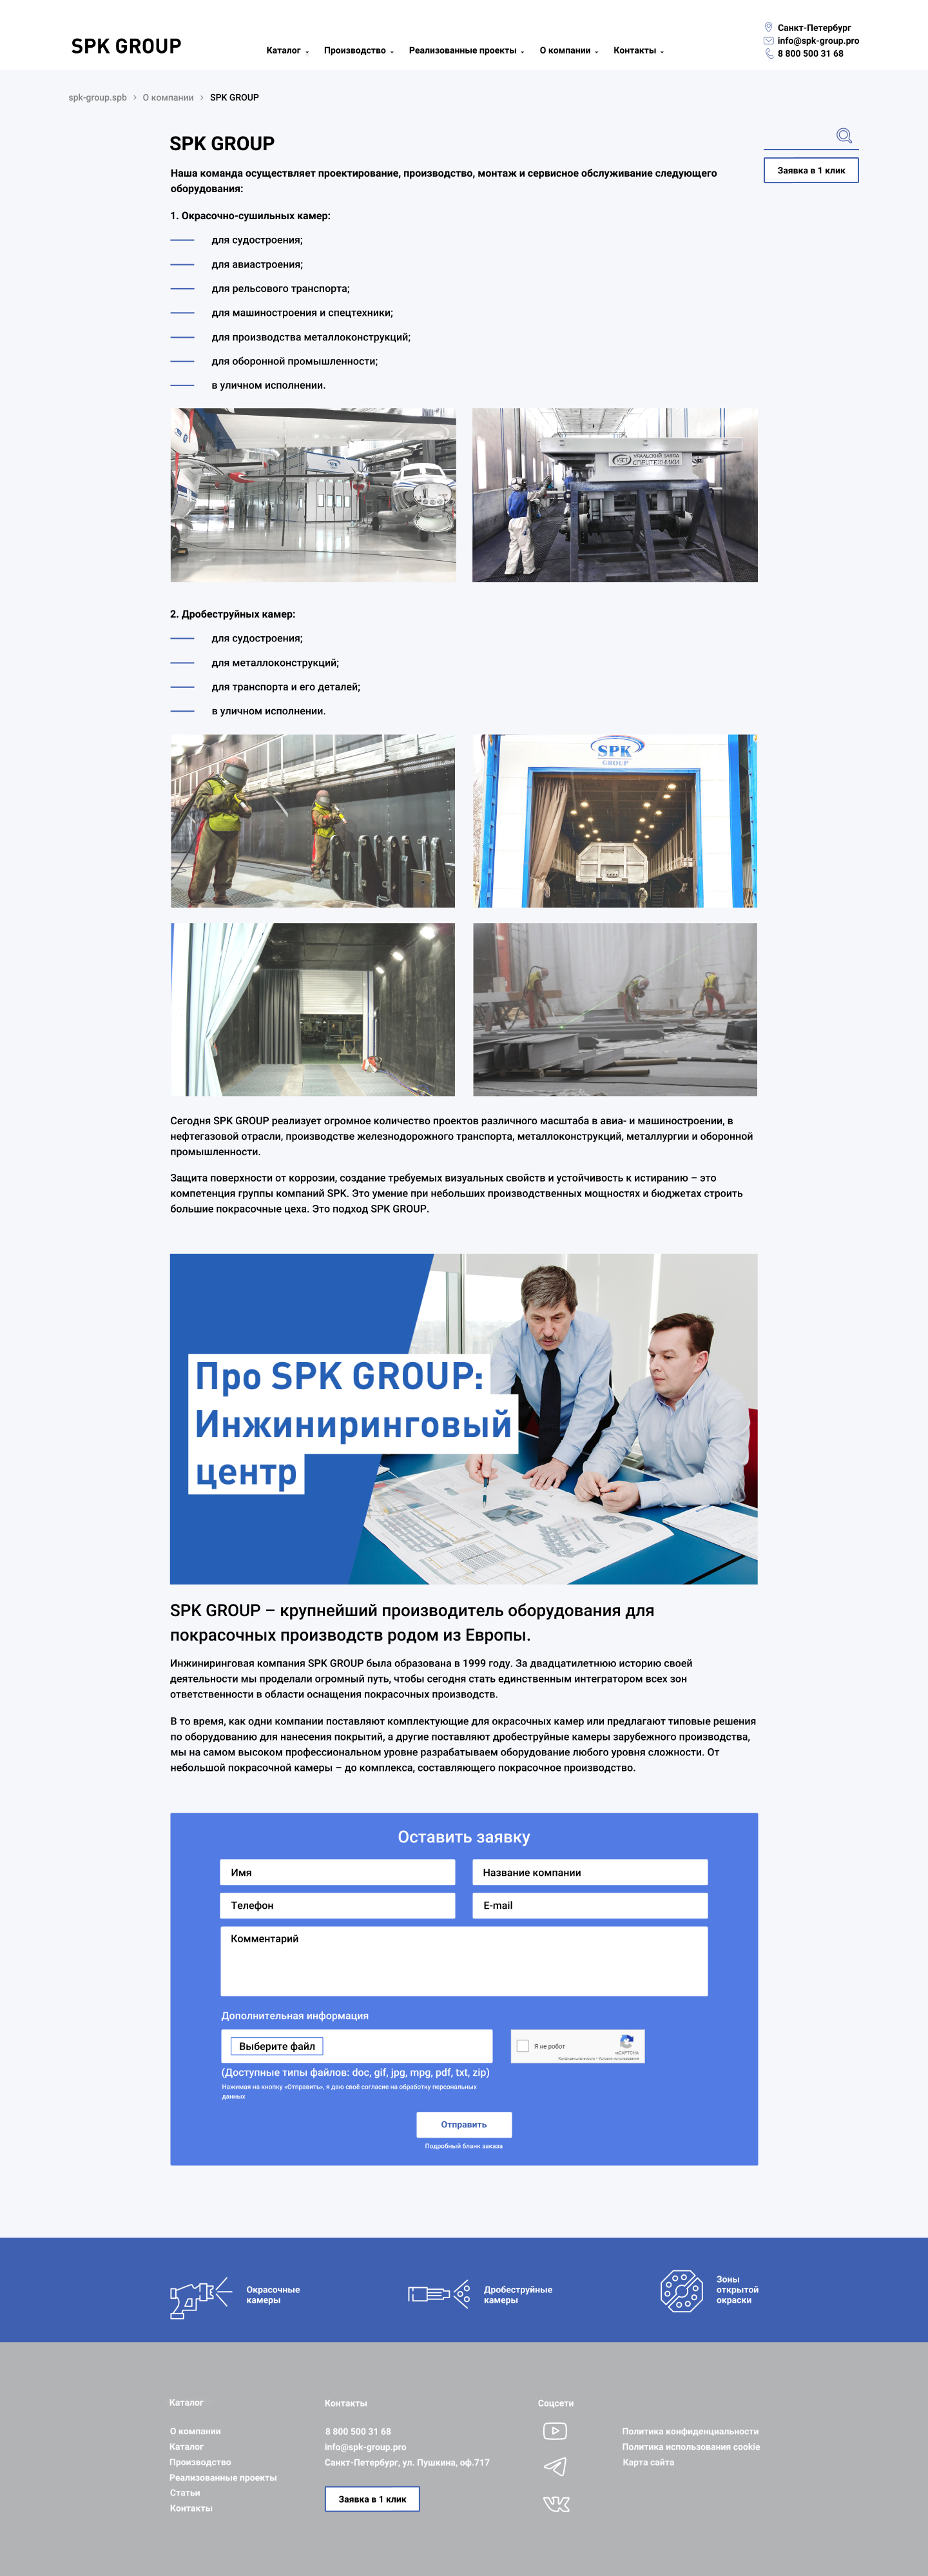 SPK GROUP
Каталог
Производство
Реализованные проекты
О компании
Контакты
Санкт-Петербург
info@spk-group.pro
8 800 500 31 68
spk-group.spb > О компании > SPK GROUP
SPK GROUP
Заявка в 1 клик
Наша команда осуществляет проектирование, производство, монтаж и сервисное обслуживание следующего
оборудования:
1. Окрасочно-сушильных камер:
для судостроения;
для авиастроения;
для рельсового транспорта;
для машиностроения и спецтехники;
для производства металлоконструкций;
для оборонной промышленности;
в уличном исполнении.
SPK
УРАЛЬСКИЙ ЗАВОД
СПЕЦТЕХНИКИ
2. Дробеструйных камер:
для судостроения;
для металлоконструкций;
для транспорта и его деталей;
в уличном исполнении.
SPK
GROUP
Сегодня SPK GROUP реализует огромное количество проектов различного масштаба в авиа- и машиностроении, в
нефтегазовой отрасли, производстве железнодорожного транспорта, металлоконструкций, металлургии и оборонной
промышленности.
Защита поверхности от коррозии, создание требуемых визуальных свойств и устойчивость к истиранию – это
компетенция группы компаний SPK. Это умение при небольших производственных мощностях и бюджетах строить
большие покрасочные цеха. Это подход SPK GROUP.
Про SPK GROUP:
Инжиниринговый
центр
SPK GROUP – крупнейший производитель оборудования для
покрасочных производств родом из Европы.
Инжиниринговая компания SPK GROUP была образована в 1999 году. За двадцатилетнюю историю своей
деятельности мы проделали огромный путь, чтобы сегодня стать единственным интегратором всех зон
ответственности в области оснащения покрасочных производств.
В то время, как одни компании поставляют комплектующие для окрасочных камер или предлагают типовые решения
по оборудованию для нанесения покрытий, а другие поставляют дробеструйные камеры зарубежного производства,
мы на самом высоком профессиональном уровне разрабатываем оборудование любого уровня сложности. От
небольшой покрасочной камеры – до комплекса, составляющего покрасочное производство.
Оставить заявку
Имя
Название компании
Телефон
E-mail
Комментарий
Дополнительная информация
Выберите файл
Я не робот
reCAPTCHA
Конфиденциальность - Условия использования
(Доступные типы файлов: doc, gif, jpg, mpg, pdf, txt, zip)
Нажимая на кнопку «Отправить», я даю своё согласие на обработку персональных
данных
Отправить
Подробный бланк заказа
Окрасочные
камеры
Дробеструйные
камеры
Зоны
открытой
окраски
Каталог
О компании
Каталог
Производство
Реализованные проекты
Статьи
Контакты
Контакты
8 800 500 31 68
info@spk-group.pro
Санкт-Петербург, ул. Пушкина, оф.717
Заявка в 1 клик
Соцсети
Политика конфиденциальности
Политика использования cookie
Карта сайта